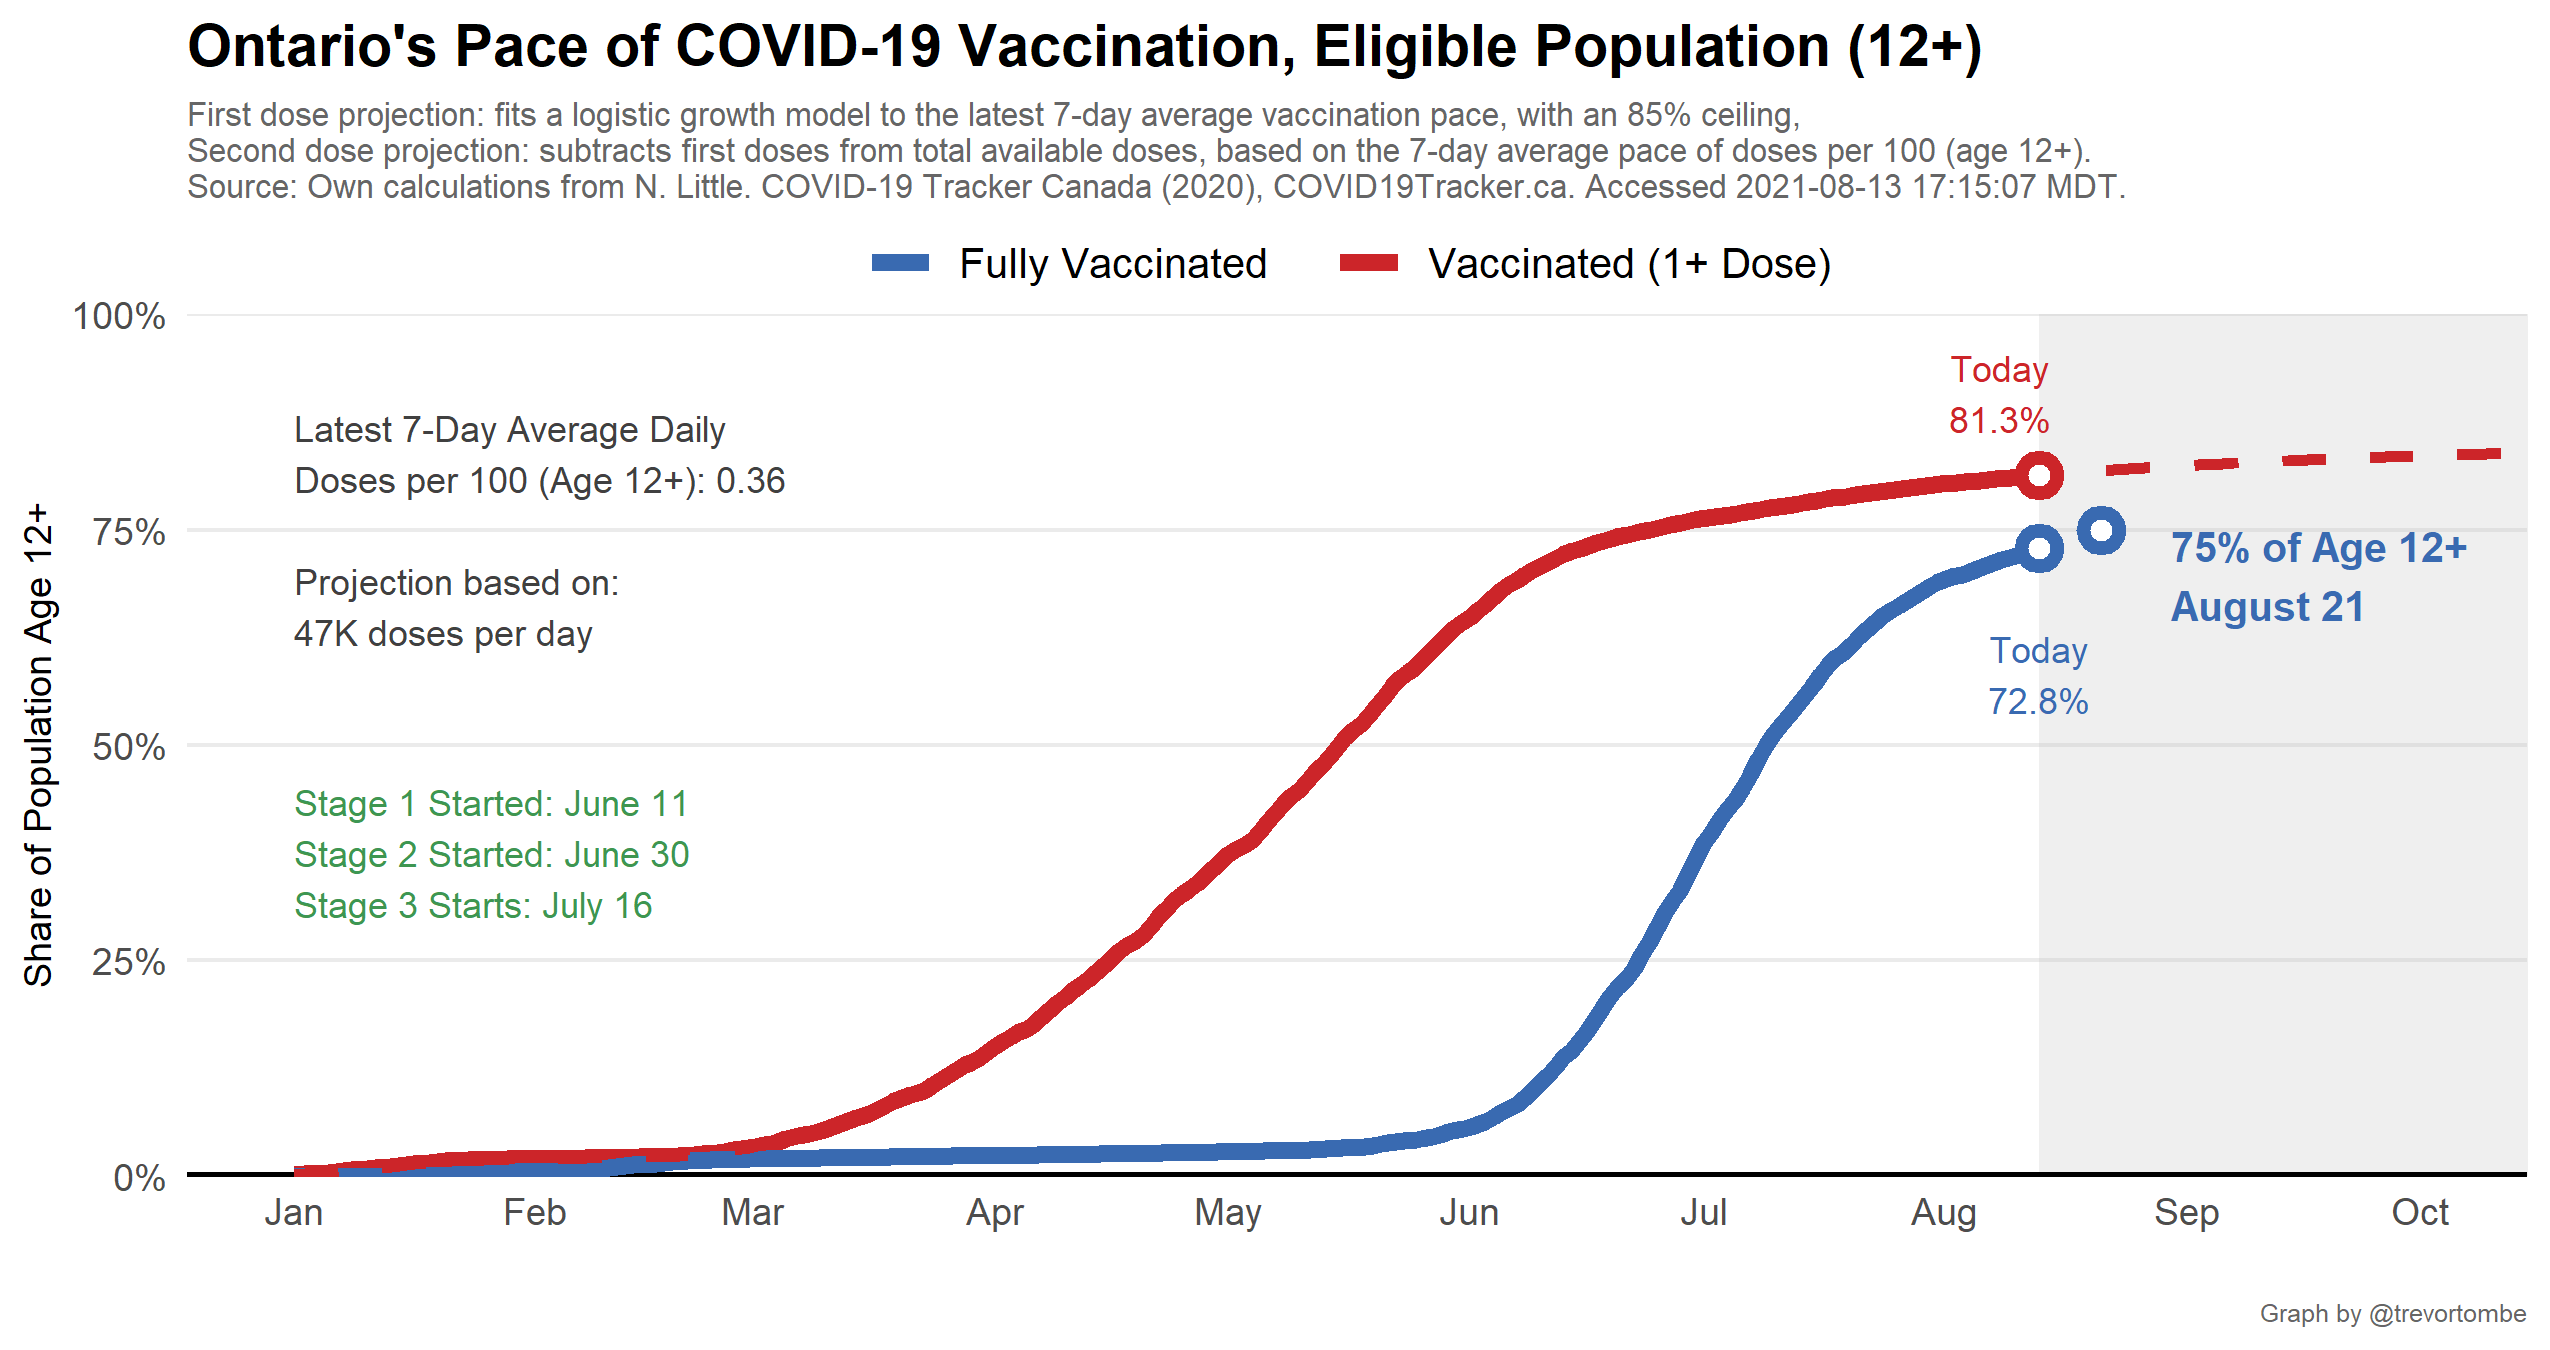 Ontario's Pace of COVID-19 Vaccination, Eligible Population (12+)
First dose projection: fits a logistic growth model to the latest 7-day average vaccination pace, with an 85% ceiling,
Second dose projection: subtracts first doses from total available doses, based on the 7-day average pace of doses per 100 (age 12+).
Source: Own calculations from N. Little. COVID-19 Tracker Canada (2020), COVID19Tracker.ca. Accessed 2021-08-13 17:15:07 MDT.
Fully Vaccinated
Vaccinated (1+ Dose)
Share of Population Age 12+
100%
75%
50%
25%
0%
Latest 7-Day Average Daily
Doses per 100 (Age 12+): 0.36
Projection based on:
47K doses per day
Stage 1 Started: June 11
Stage 2 Started: June 30
Stage 3 Starts: July 16
Today
81.3%
75% of Age 12+
August 21
Today
72.8%
Jan
Feb
Mar
Apr
May
Jun
Jul
Aug
Sep
Oct
Graph by @trevortombe